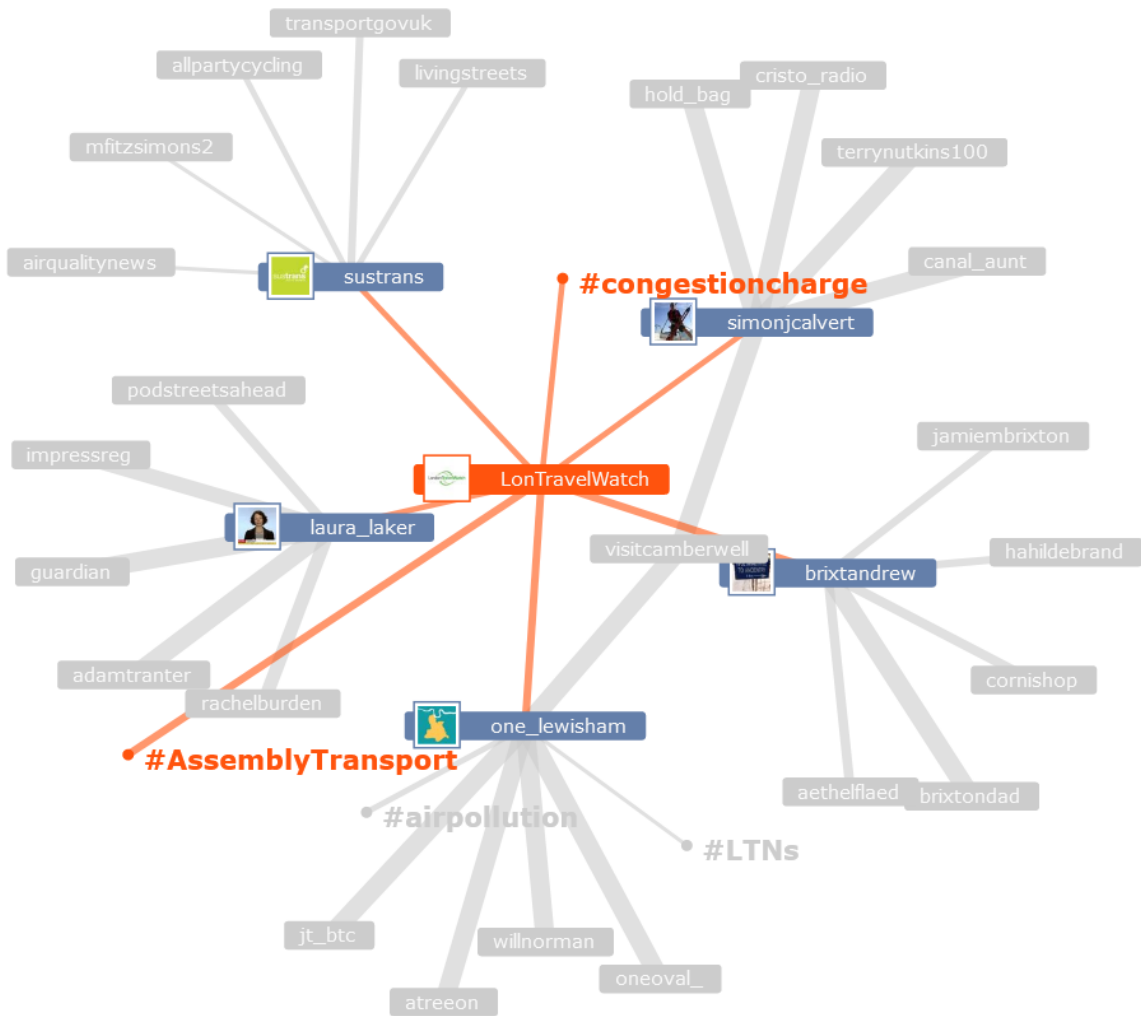 transportgovuk
allpartycycling
livingstreets
cristo_radio
hold_bag
mfitzsimons2
terrynutkins100
airqualitynews
sustrans
canal_aunt
#congestioncharge
simonjcalvert
podstreetsahead
jamiembrixton
impressreg
LonTravelWatch
laura_laker
visitcamberwell
hahildebrand
guardian
brixtandrew
adamtranter
cornishop
rachelburden
one_lewisham
#AssemblyTransport
aethelflaed
brixtondad
#airpollution
#LTNs
jt_btc
willnorman
oneoval_
atreeon